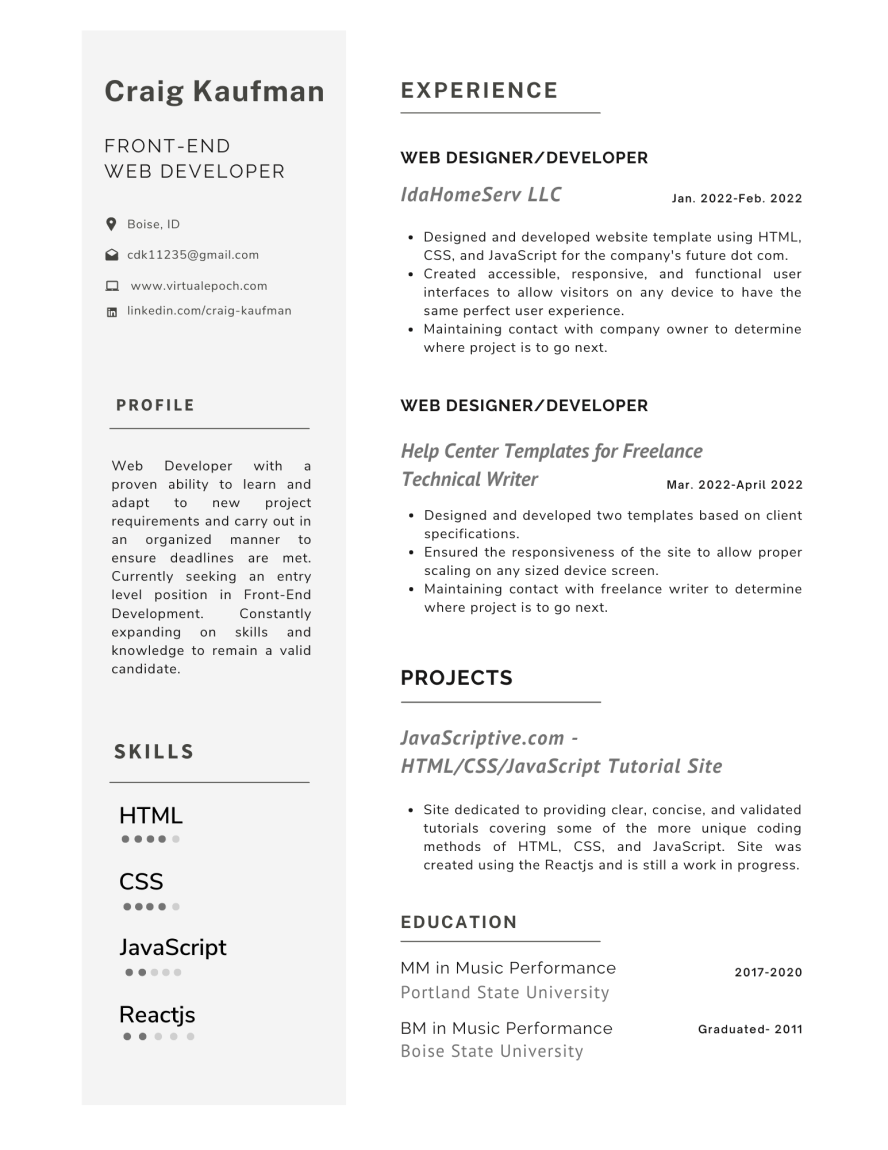 Craig Kaufman
FRONT-END
WEB DEVELOPER
Boise, ID
cdk11235@gmail.com
www.virtualepoch.com
linkedin.com/craig-kaufman
PROFILE
Web Developer with a
proven ability to learn and
adapt to new project
requirements and carry out in
an organized manner to
ensure deadlines are met.
Currently seeking an entry
level position in Front-End
Development. Constantly
expanding on skills and
knowledge to remain a valid
candidate.
SKILLS
HTML
CSS
JavaScript
Reactjs
EXPERIENCE
WEB DESIGNER/DEVELOPER
IdaHomeServ LLC Jan. 2022-Feb. 2022
• Designed and developed website template using HTML,
CSS, and JavaScript for the company's future dot com.
• Created accessible, responsive, and functional user
interfaces to allow visitors on any device to have the
same perfect user experience.
• Maintaining contact with company owner to determine
where project is to go next.
WEB DESIGNER/DEVELOPER
Help Center Templates for Freelance
Technical Writer Mar. 2022-April 2022
• Designed and developed two templates based on client
specifications.
• Ensured the responsiveness of the site to allow proper
scaling on any sized device screen.
• Maintaining contact with freelance writer to determine
where project is to go next.
PROJECTS
JavaScriptive.com -
HTML/CSS/JavaScript Tutorial Site
• Site dedicated to providing clear, concise, and validated
tutorials covering some of the more unique coding
methods of HTML, CSS, and JavaScript. Site was
created using the Reactjs and is still a work in progress.
EDUCATION
MM in Music Performance 2017-2020
Portland State University
BM in Music Performance Graduated- 2011
Boise State University